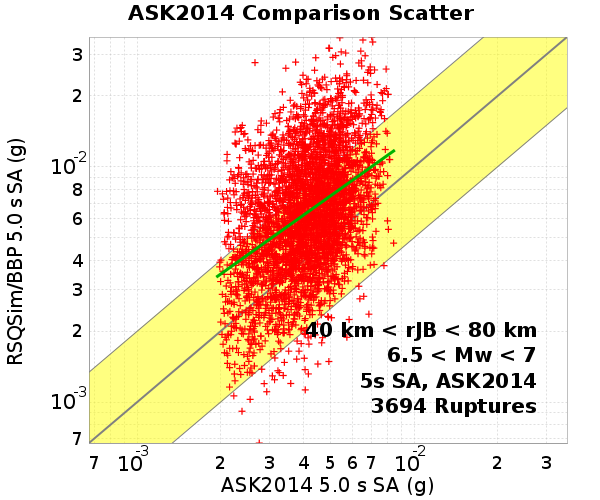 ASK2014 Comparison Scatter
RSQSim/BBP 5.0 s SA (g)
3
2
10-2
8
6
4
3
2
10-3
7
40 km < rJB < 80 km
6.5 < Mw < 7
5s SA, ASK2014
3694 Ruptures
7 10-3 2 3 4 5 6 7 10-2 2 3
ASK2014 5.0 s SA (g)